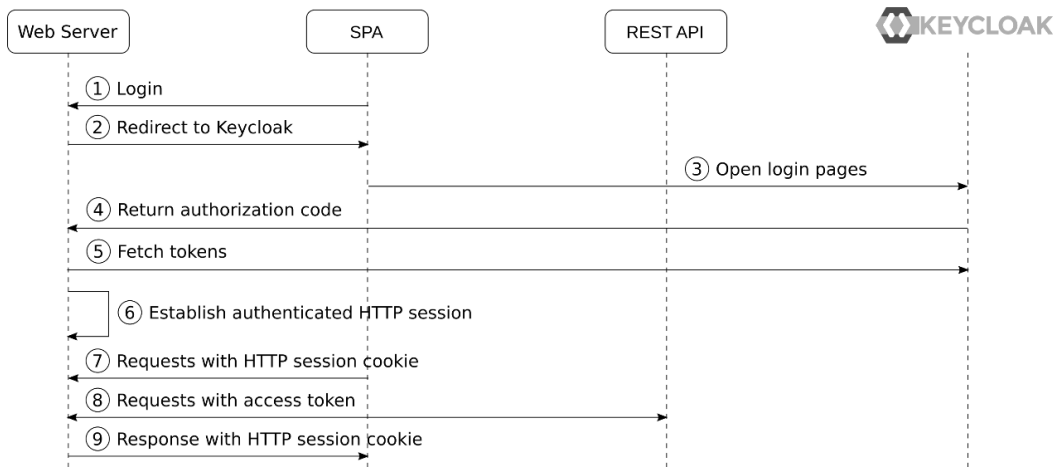 Web Server
SPA
REST API
KEYCLOAK
1 Login
2 Redirect to Keycloak
3 Open login pages
4 Return authorization code
5 Fetch tokens
6 Establish authenticated HTTP session
7 Requests with HTTP session cookie
8 Requests with access token
9 Response with HTTP session cookie